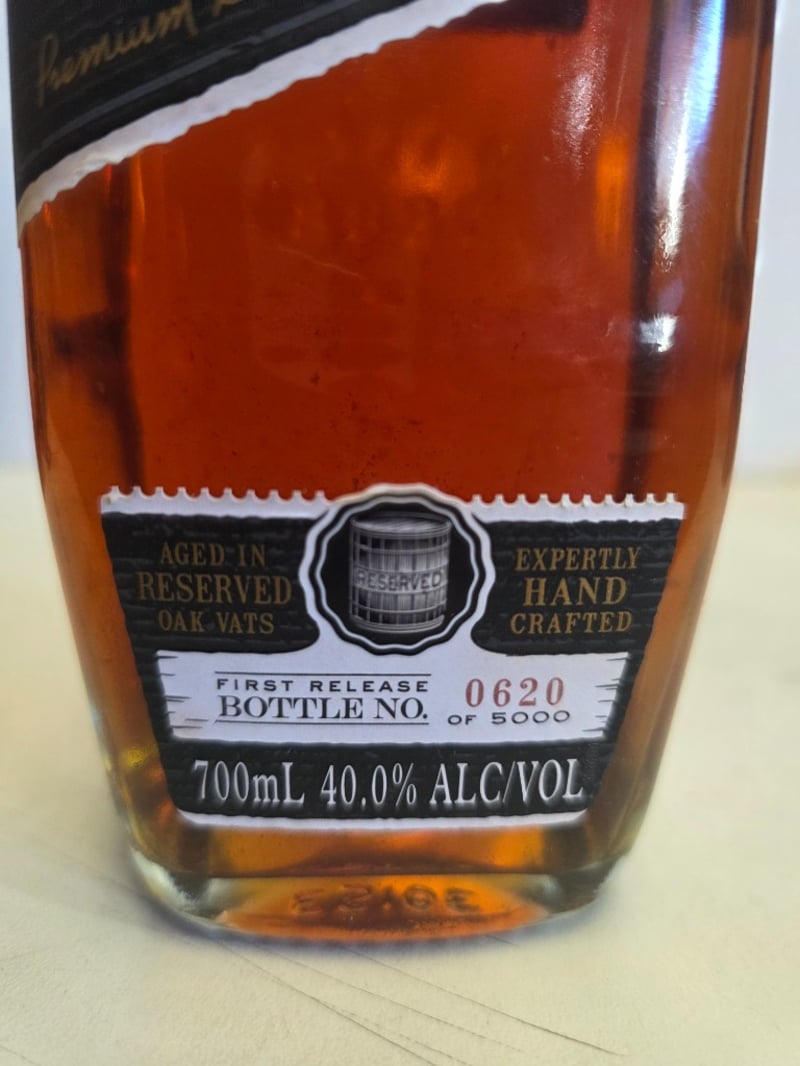 Premium
AGED IN
RESERVED
OAK VATS
RESERVED
EXPERTLY
HAND
CRAFTED
FIRST RELEASE
BOTTLE NO.
0620
OF 5000
700mL 40.0% ALC/VOL